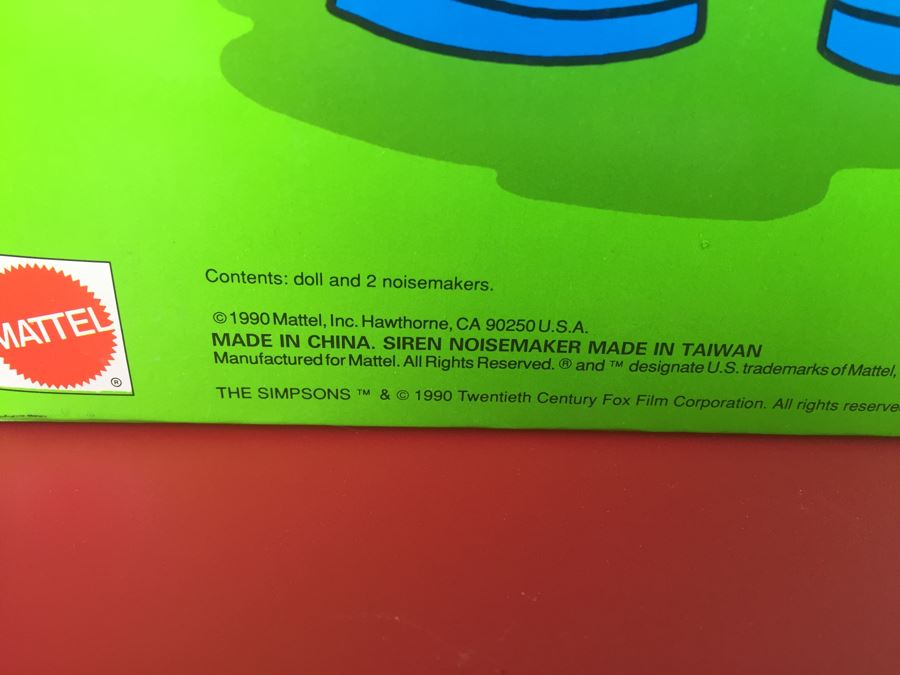 MATTEL
®
Contents: doll and 2 noisemakers.
© 1990 Mattel, Inc. Hawthorne, CA 90250 U.S.A.
MADE IN CHINA. SIREN NOISEMAKER MADE IN TAIWAN
Manufactured for Mattel. All Rights Reserved. ® and ™ designate U.S. trademarks of Mattel,
THE SIMPSONS ™ & © 1990 Twentieth Century Fox Film Corporation. All rights reserve